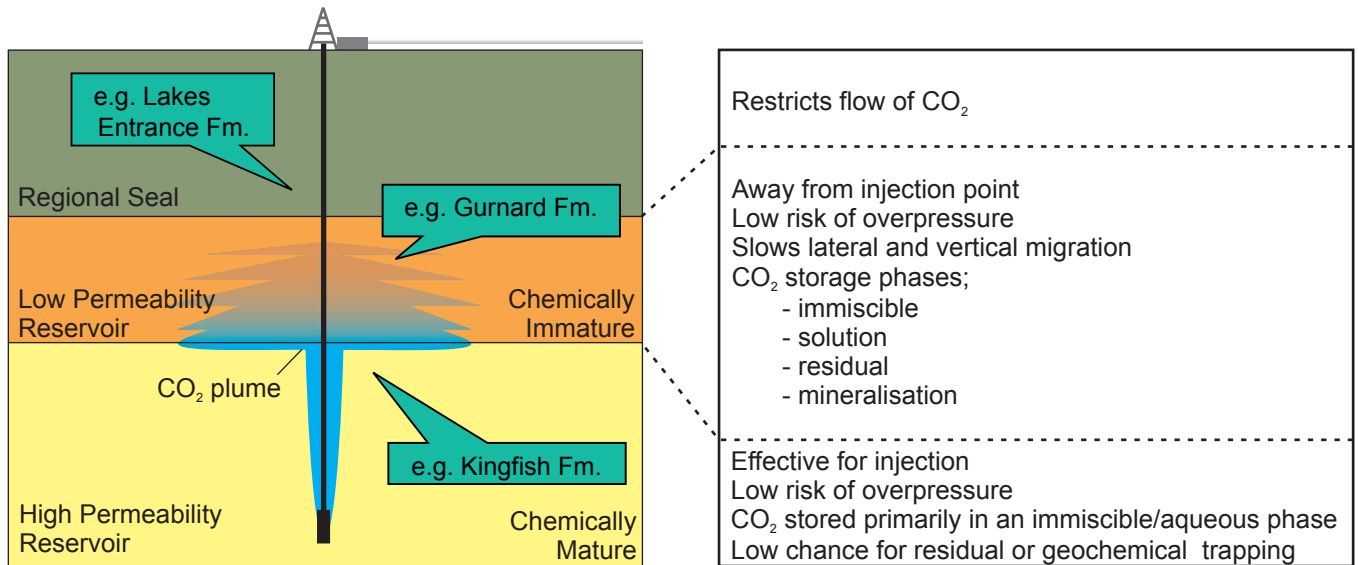 e.g. Lakes
Entrance Fm.
Regional Seal
e.g. Gurnard Fm.
Low Permeability
Reservoir
Chemically
Immature
CO₂ plume
e.g. Kingfish Fm.
High Permeability
Reservoir
Chemically
Mature
Restricts flow of CO₂
Away from injection point
Low risk of overpressure
Slows lateral and vertical migration
CO₂ storage phases;
- immiscible
- solution
- residual
- mineralisation
Effective for injection
Low risk of overpressure
CO₂ stored primarily in an immiscible/aqueous phase
Low chance for residual or geochemical trapping